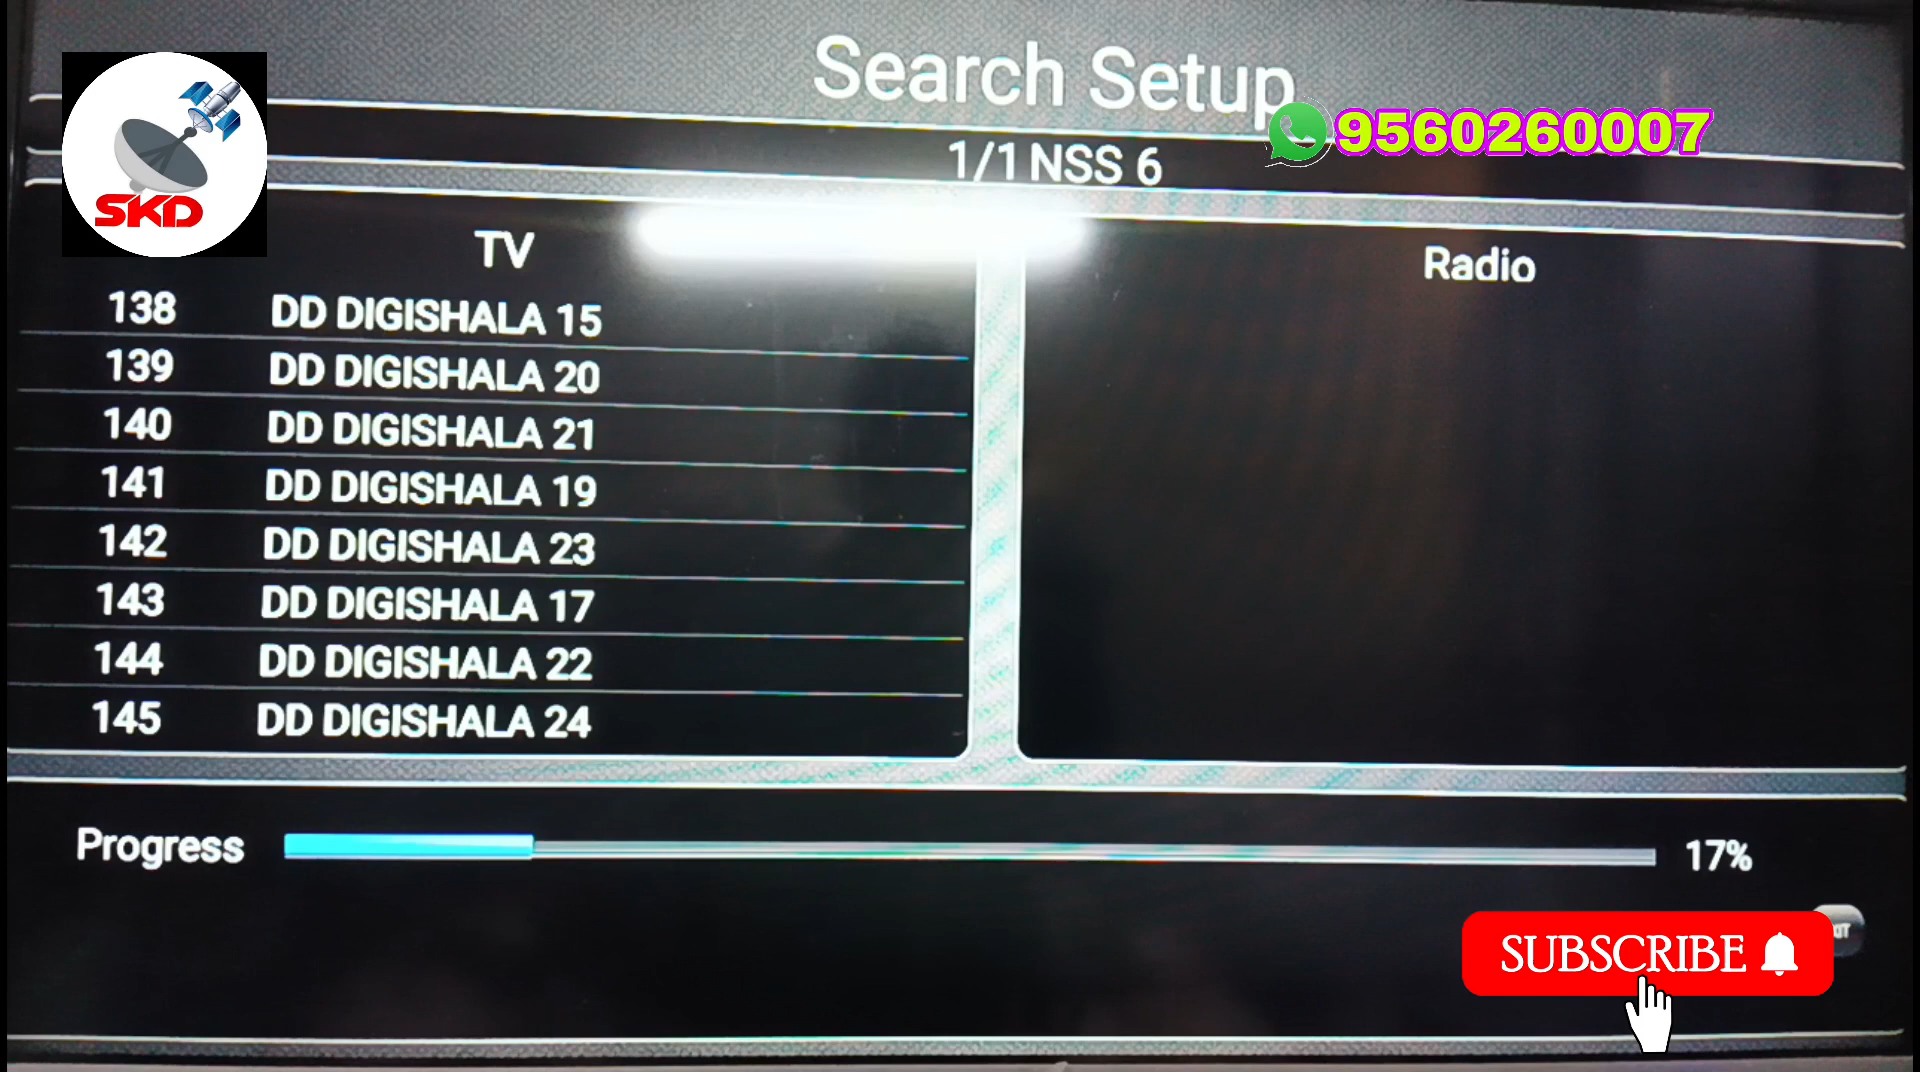 Search Setup
9560260007
1/1 NSS 6
SKD
TV
Radio
138 DD DIGISHALA 15
139 DD DIGISHALA 20
140 DD DIGISHALA 21
141 DD DIGISHALA 19
142 DD DIGISHALA 23
143 DD DIGISHALA 17
144 DD DIGISHALA 22
145 DD DIGISHALA 24
Progress 17%
SUBSCRIBE